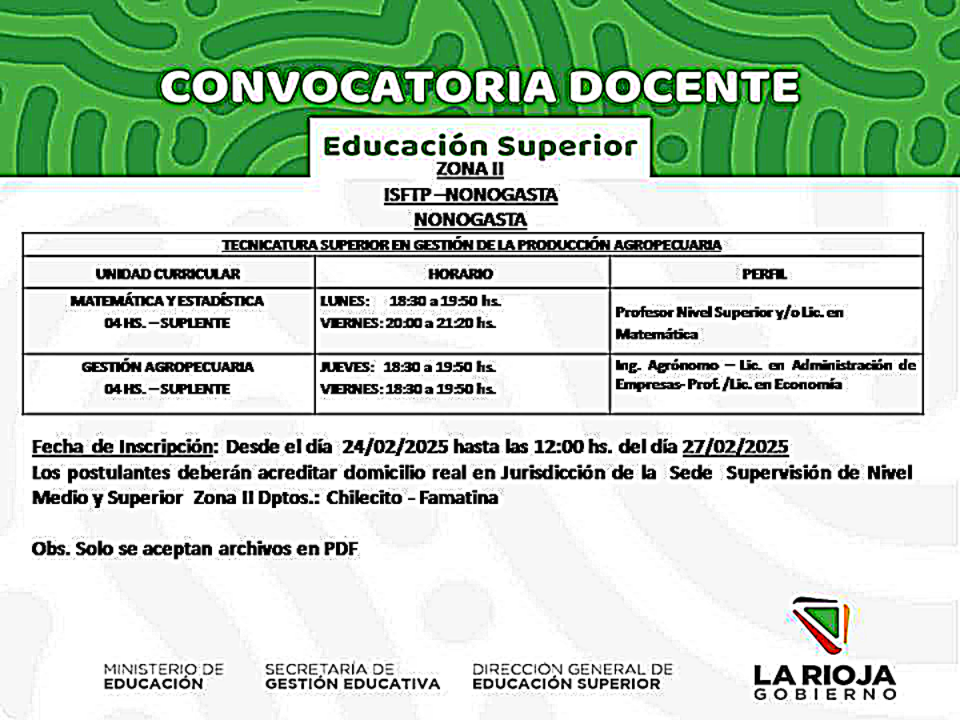 CONVOCATORIA DOCENTE
Educación Superior
ZONA II
ISFTP –NONOGASTA
NONOGASTA
TECNICATURA SUPERIOR EN GESTIÓN DE LA PRODUCCIÓN AGROPECUARIA
UNIDAD CURRICULAR HORARIO PERFIL
MATEMÁTICA Y ESTADÍSTICA
04 HS. – SUPLENTE
LUNES: 18:30 a 19:50 hs.
VIERNES: 20:00 a 21:20 hs.
Profesor Nivel Superior y/o Lic. en
Matemática
GESTIÓN AGROPECUARIA
04 HS. – SUPLENTE
JUEVES: 18:30 a 19:50 hs.
VIERNES: 18:30 a 19:50 hs.
Ing. Agrónomo – Lic. en Administración de
Empresas- Prof. /Lic. en Economía
Fecha de Inscripción: Desde el día 24/02/2025 hasta las 12:00 hs. del día 27/02/2025
Los postulantes deberán acreditar domicilio real en Jurisdicción de la Sede Supervisión de Nivel
Medio y Superior Zona II Dptos.: Chilecito - Famatina
Obs. Solo se aceptan archivos en PDF
MINISTERIO DE
EDUCACIÓN
SECRETARÍA DE
GESTIÓN EDUCATIVA
DIRECCIÓN GENERAL DE
EDUCACIÓN SUPERIOR
LA RIOJA
GOBIERNO